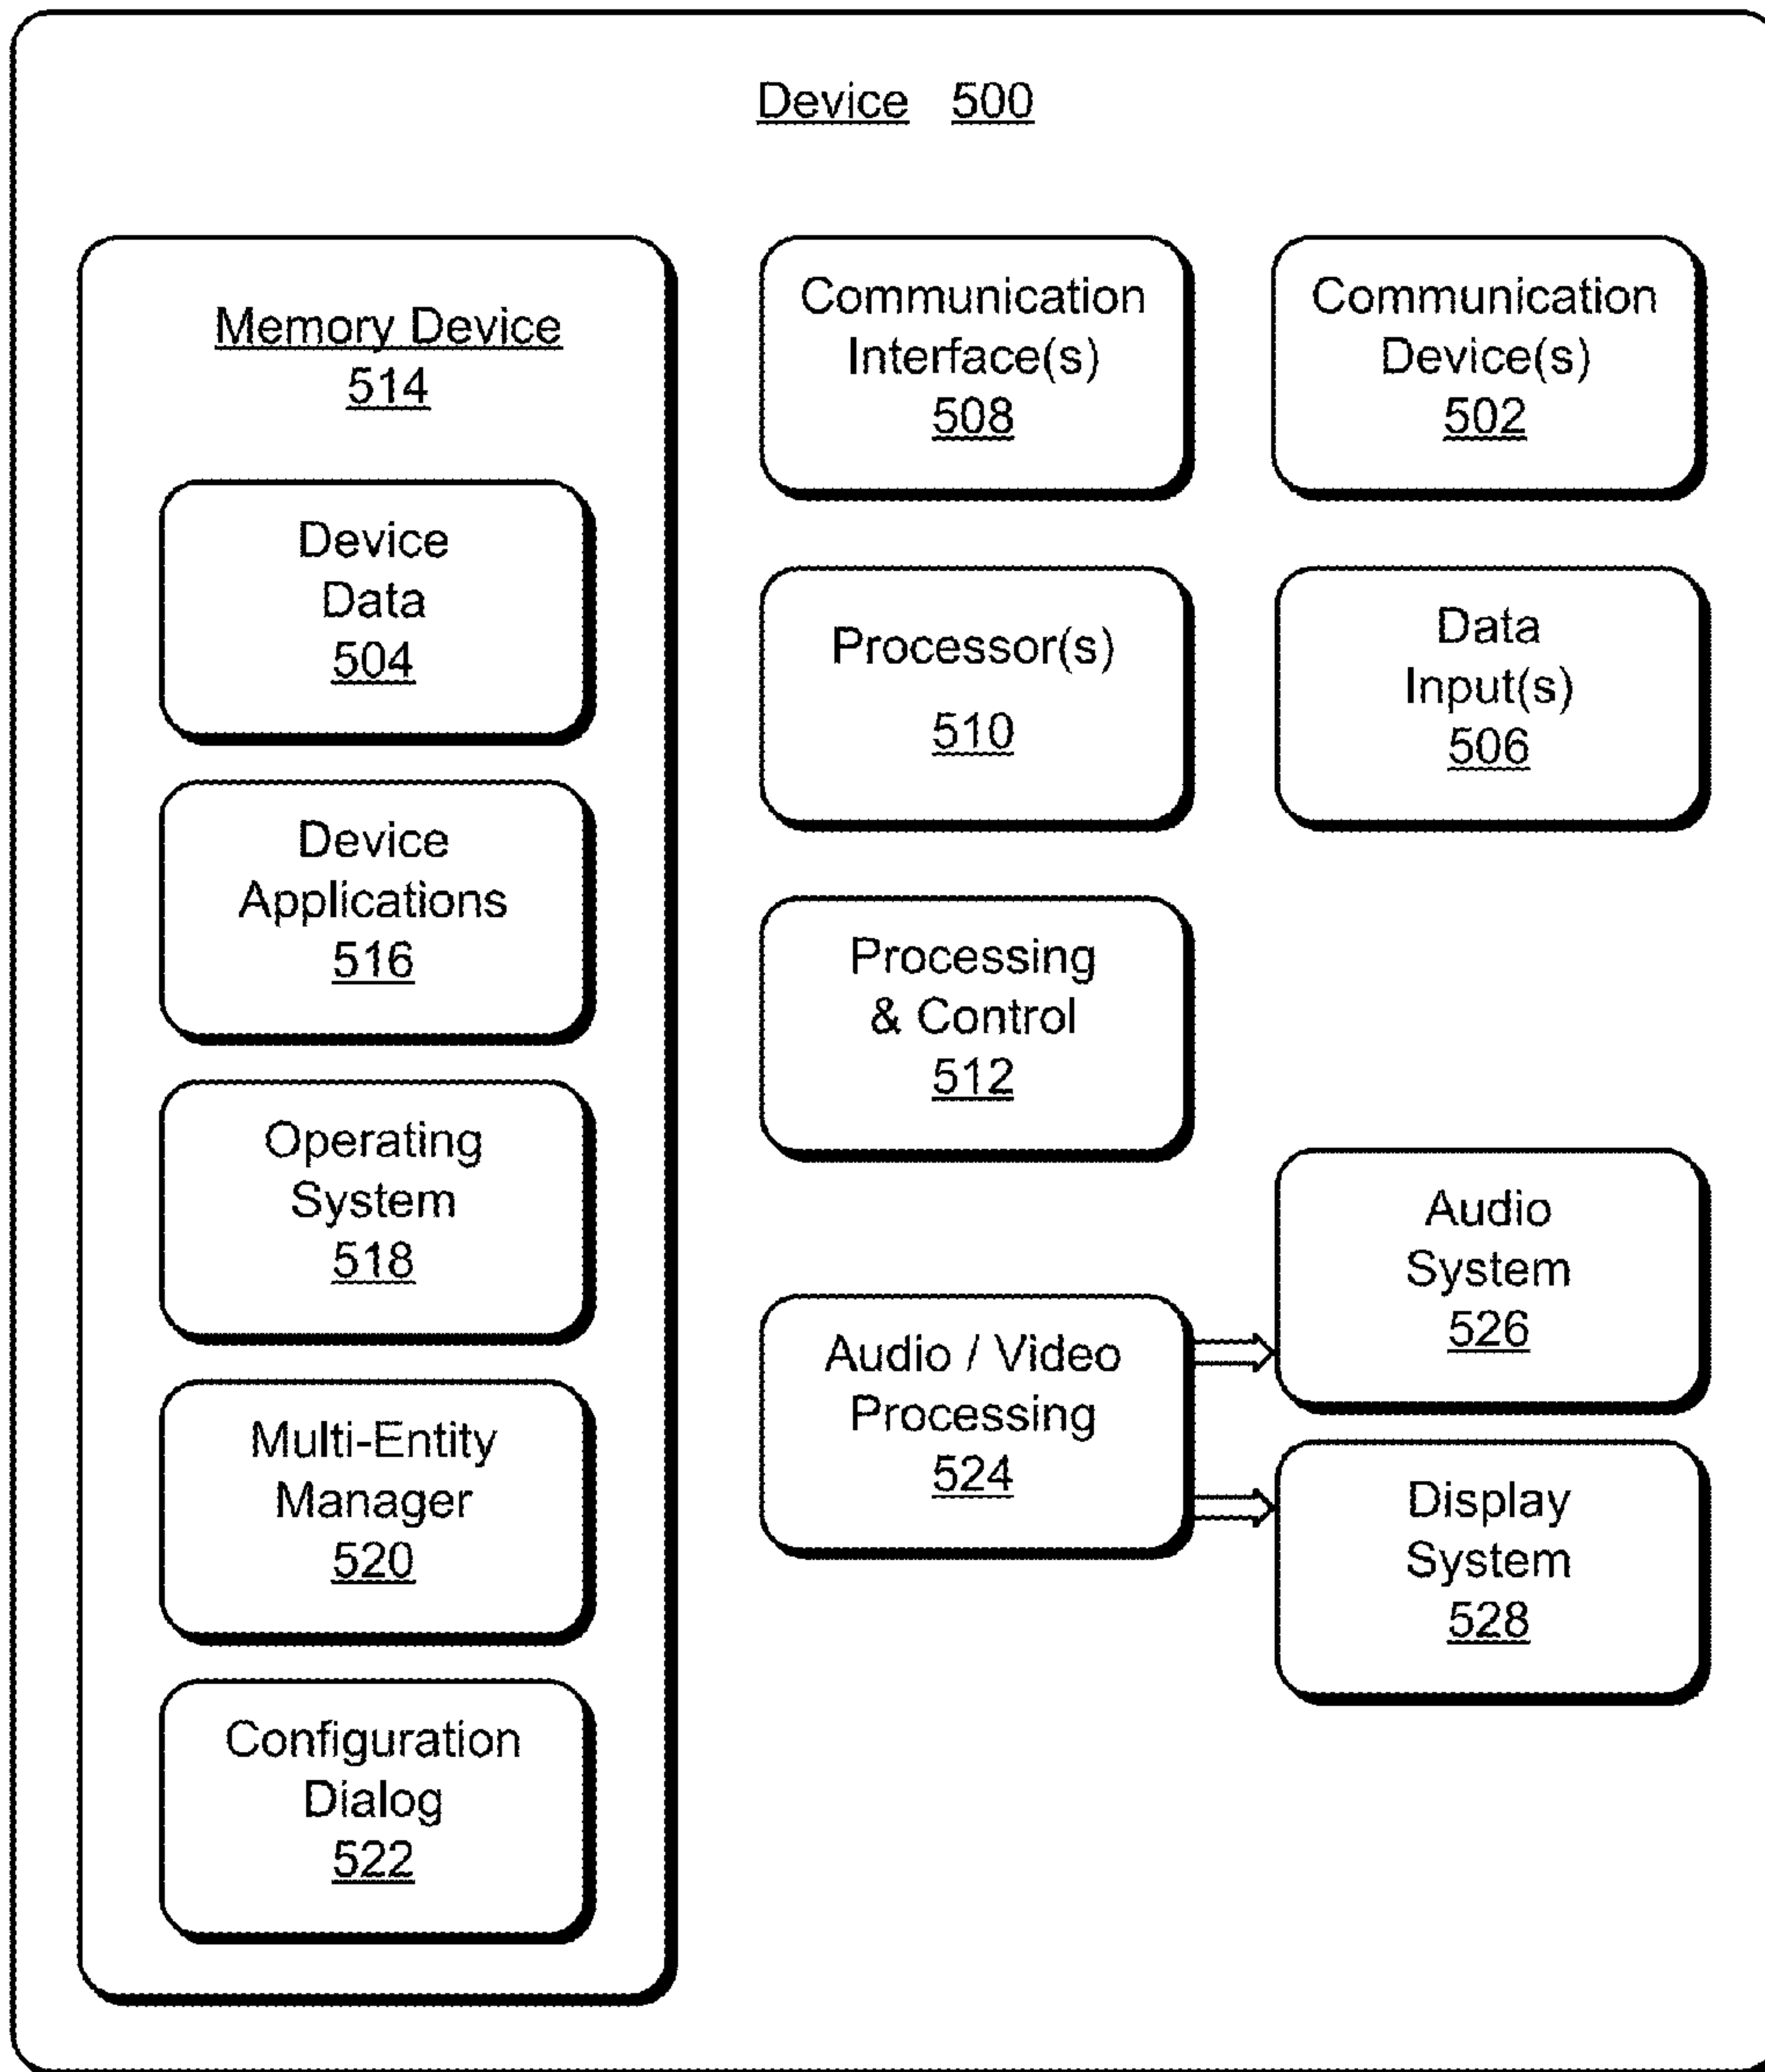 Device 500
Memory Device
514
Device
Data
504
Device
Applications
516
Operating
System
518
Multi-Entity
Manager
520
Configuration
Dialog
522
Communication
Interface(s)
508
Communication
Device(s)
502
Processor(s)
510
Data
Input(s)
506
Processing
& Control
512
Audio / Video
Processing
524
Audio
System
526
Display
System
528